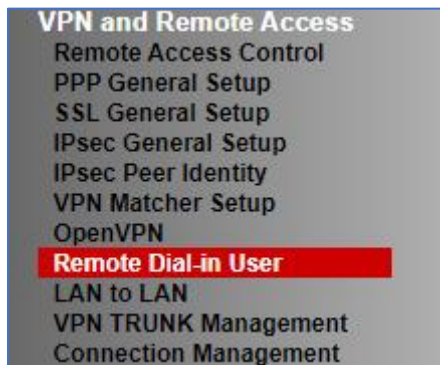 VPN and Remote Access
Remote Access Control
PPP General Setup
SSL General Setup
IPsec General Setup
IPsec Peer Identity
VPN Matcher Setup
OpenVPN
Remote Dial-in User
LAN to LAN
VPN TRUNK Management
Connection Management